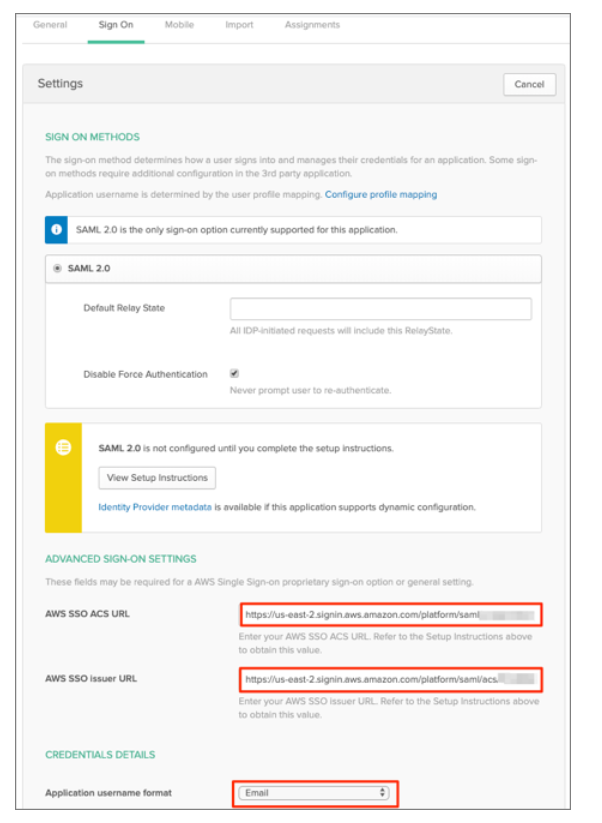 General Sign On Mobile Import Assignments
Settings Cancel
SIGN ON METHODS
The sign-on method determines how a user signs into and manages their credentials for an application. Some sign-
on methods require additional configuration in the 3rd party application.
Application username is determined by the user profile mapping. Configure profile mapping
SAML 2.0 is the only sign-on option currently supported for this application.
SAML 2.0
Default Relay State
All IDP-initiated requests will include this RelayState.
Disable Force Authentication
Never prompt user to re-authenticate.
SAML 2.0 is not configured until you complete the setup instructions.
View Setup Instructions
Identity Provider metadata is available if this application supports dynamic configuration.
ADVANCED SIGN-ON SETTINGS
These fields may be required for a AWS Single Sign-on proprietary sign-on option or general setting.
AWS SSO ACS URL https://us-east-2.signin.aws.amazon.com/platform/saml
Enter your AWS SSO ACS URL. Refer to the Setup Instructions above
to obtain this value.
AWS SSO issuer URL https://us-east-2.signin.aws.amazon.com/platform/saml/acs
Enter your AWS SSO issuer URL. Refer to the Setup Instructions above
to obtain this value.
CREDENTIALS DETAILS
Application username format Email